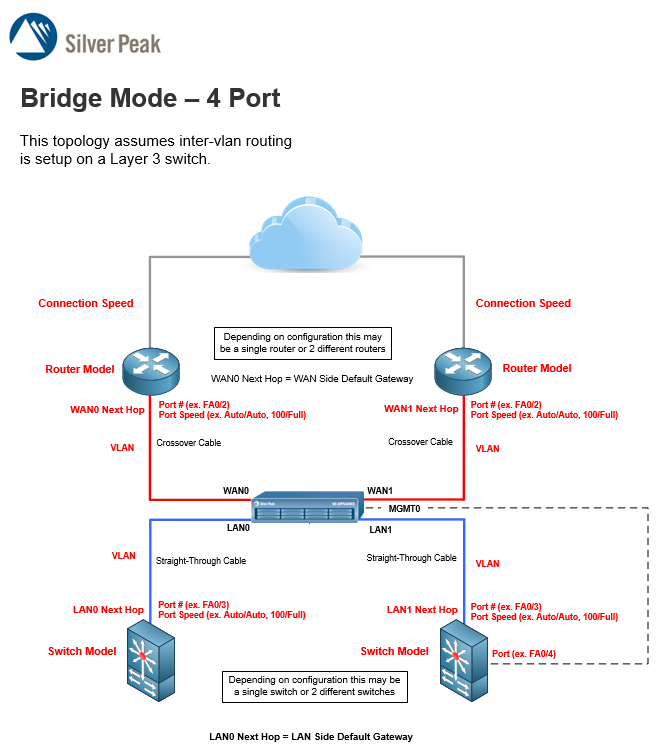 Silver Peak
Bridge Mode – 4 Port
This topology assumes inter-vlan routing
is setup on a Layer 3 switch.
Connection Speed
Connection Speed
Depending on configuration this may
be a single router or 2 different routers
Router Model
Router Model
WAN0 Next Hop = WAN Side Default Gateway
WAN0 Next Hop
Port # (ex. FA0/2)
Port Speed (ex. Auto/Auto, 100/Full)
WAN1 Next Hop
Port # (ex. FA0/2)
Port Speed (ex. Auto/Auto, 100/Full)
VLAN
Crossover Cable
Crossover Cable
VLAN
WAN0
WAN1
Silver Peak
MGMT0
LAN0
LAN1
VLAN
Straight-Through Cable
Straight-Through Cable
VLAN
LAN0 Next Hop
Port # (ex. FA0/3)
Port Speed (ex. Auto/Auto, 100/Full)
LAN1 Next Hop
Port # (ex. FA0/3)
Port Speed (ex. Auto/Auto, 100/Full)
Switch Model
Switch Model
Port (ex. FA0/4)
Depending on configuration this may be
a single switch or 2 different switches
LAN0 Next Hop = LAN Side Default Gateway